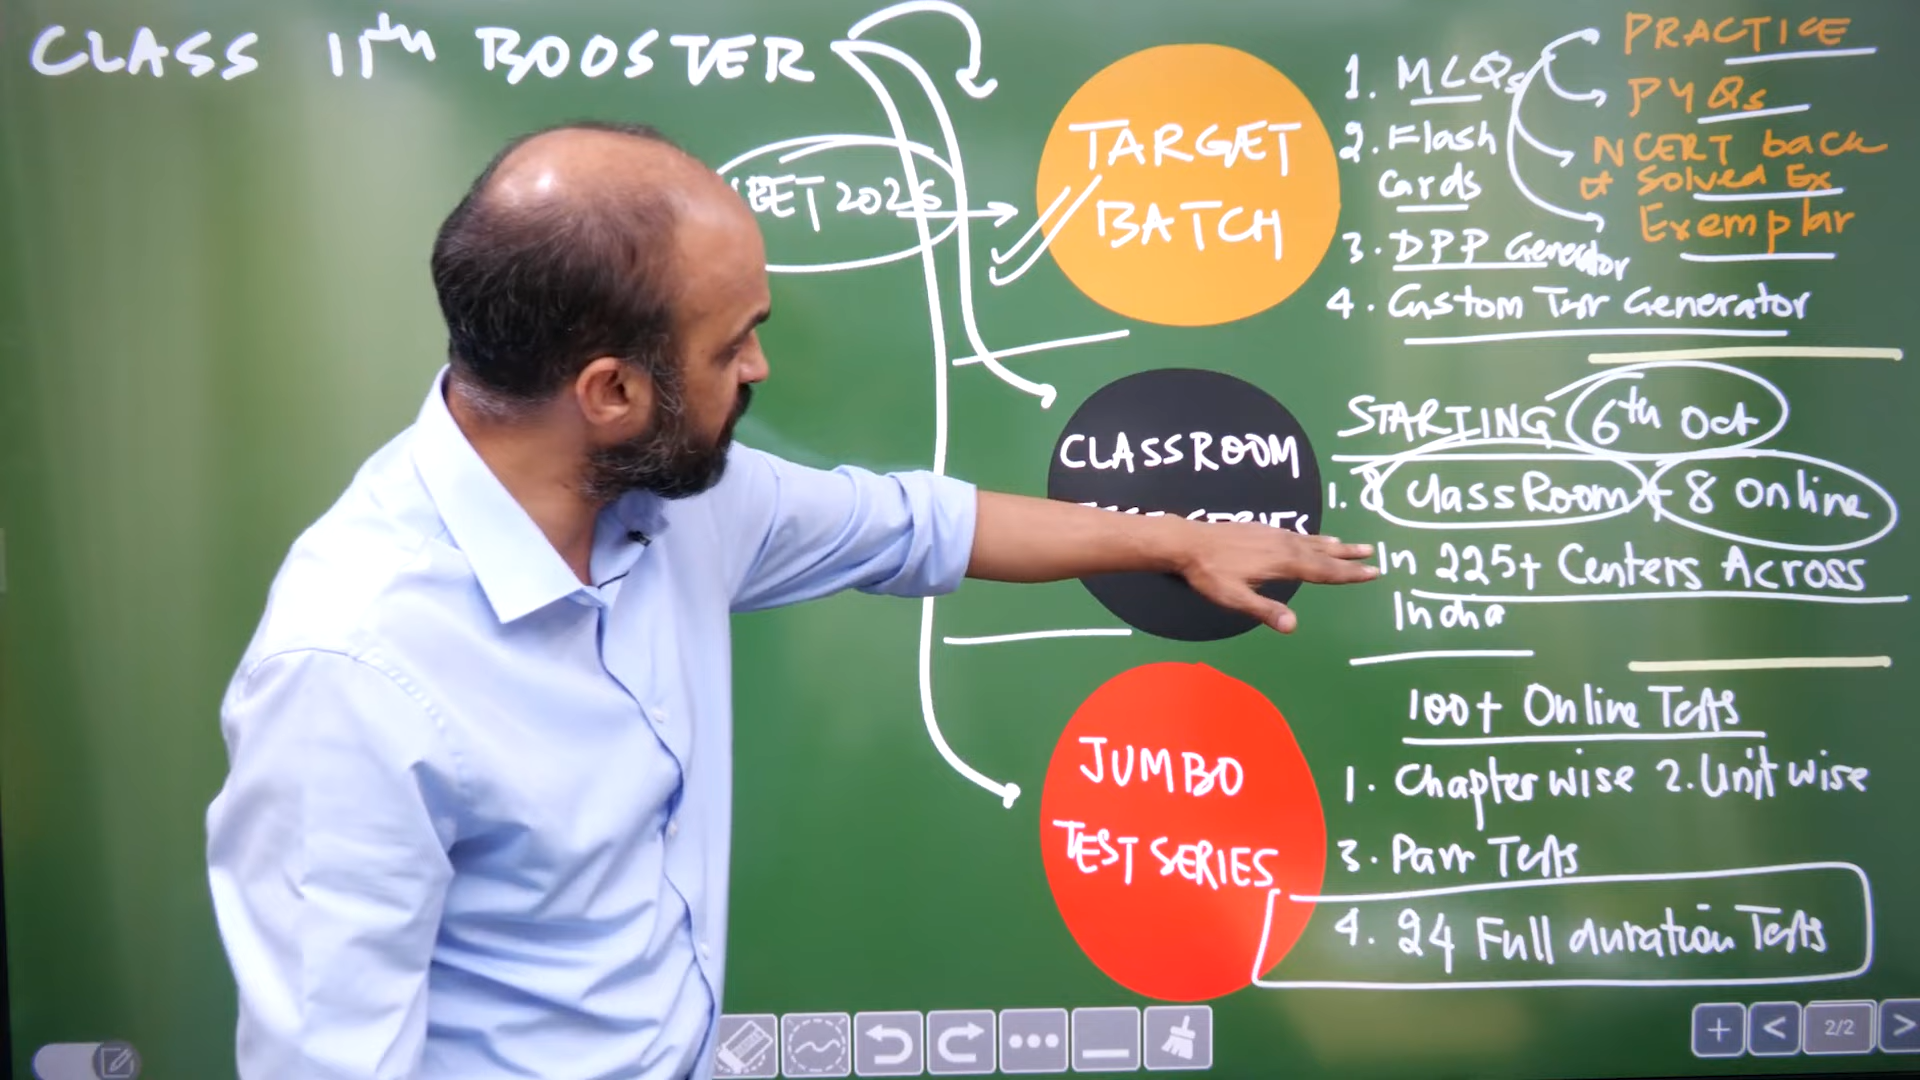 CLASS 11th BOOSTER
EET 2026
TARGET
BATCH
1. MCQs
PRACTICE
PYQs
NCERT back
& Solved Ex
Exemplar
2. Flash
Cards
3. DPP Generator
4. Custom Generator
CLASSROOM
SERIES
STARTING 6th Oct
1. 8 ClassRoom + 8 Online
In 225+ Centers Across
India
JUMBO
TEST SERIES
100+ Online Tests
1. Chapter wise 2. Unit wise
3. Part Tests
4. 24 Full duration Tests
2/2